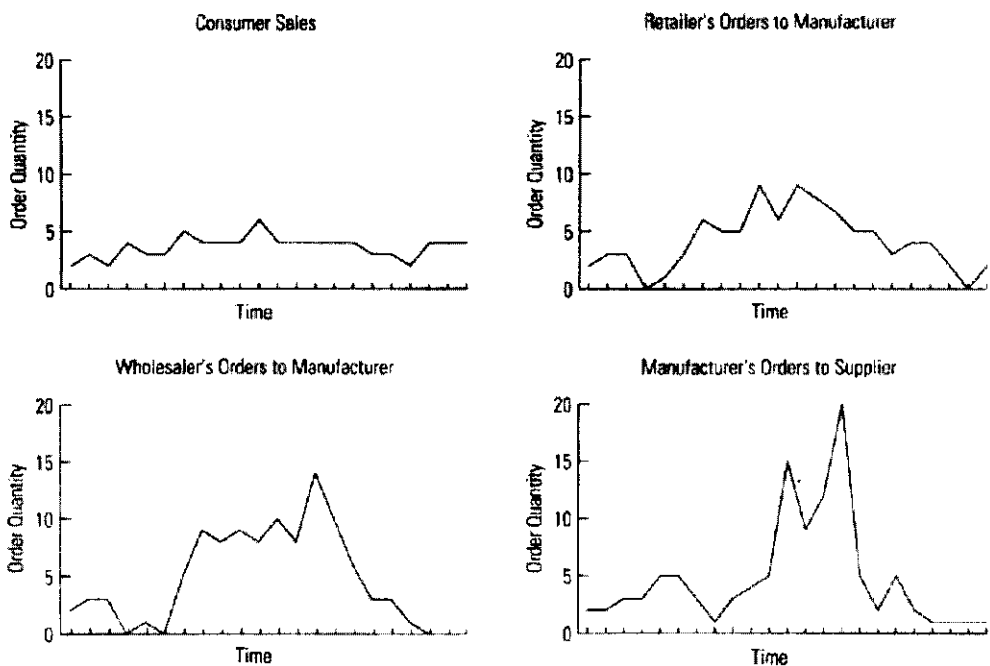 Consumer Sales
Order Quantity
20
15
10
5
0
Time
Retailer's Orders to Manufacturer
Order Quantity
20
15
10
5
0
Time
Wholesaler's Orders to Manufacturer
Order Quantity
20
15
10
5
0
Time
Manufacturer's Orders to Supplier
Order Quantity
20
15
10
5
0
Time